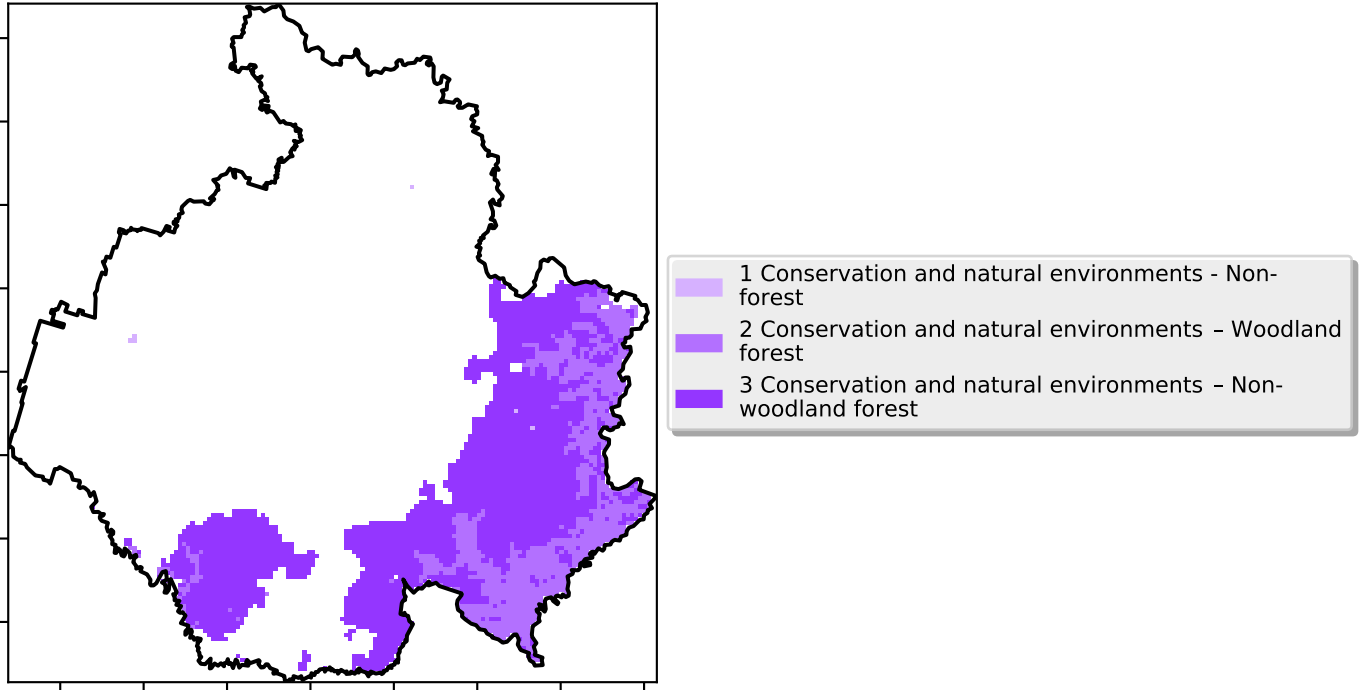 1 Conservation and natural environments - Non-
forest
2 Conservation and natural environments – Woodland
forest
3 Conservation and natural environments – Non-
woodland forest